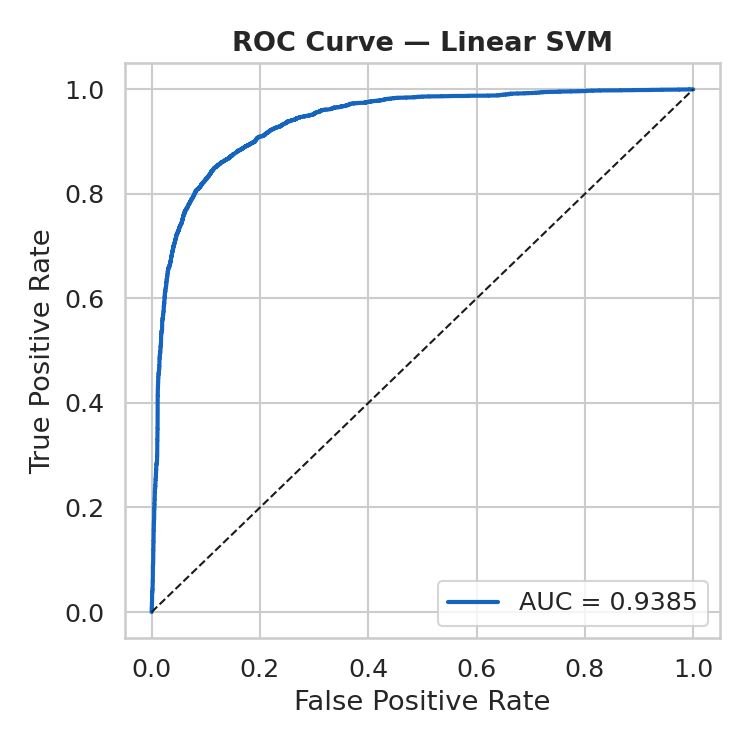 ROC Curve — Linear SVM
True Positive Rate
1.0
0.8
0.6
0.4
0.2
0.0
AUC = 0.9385
0.0 0.2 0.4 0.6 0.8 1.0
False Positive Rate